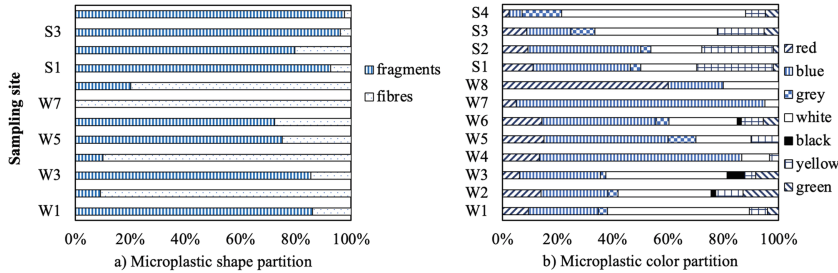 Sampling site
S3
S1
W7
W5
W3
W1
0% 20% 40% 60% 80% 100%
a) Microplastic shape partition
fragments
fibres
S4
S3
S2
S1
W8
W7
W6
W5
W4
W3
W2
W1
0% 20% 40% 60% 80% 100%
b) Microplastic color partition
red
blue
grey
white
black
yellow
green